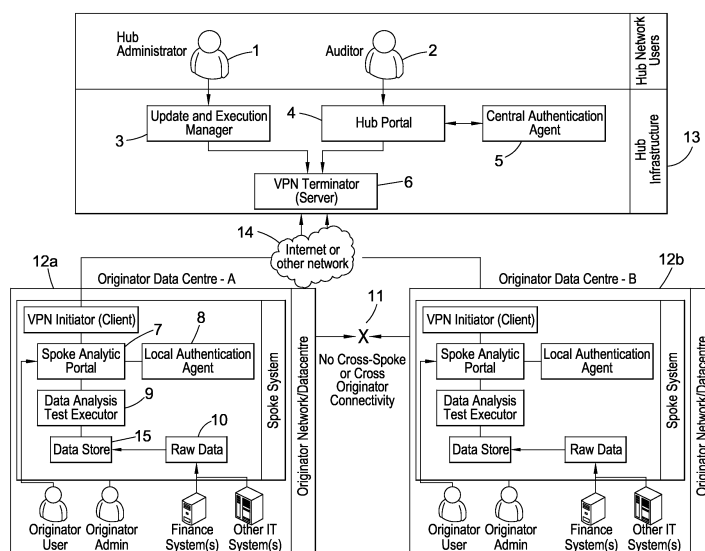 Hub
Administrator
1
Auditor
2
Hub Network
Users
Update and Execution
Manager
3
4
Hub Portal
Central Authentication
Agent
5
Hub
Infrastructure
13
VPN Terminator
(Server)
6
14
Internet or
other network
12a
Originator Data Centre - A
VPN Initiator (Client)
7
8
Spoke Analytic
Portal
Local Authentication
Agent
Data Analysis
Test Executor
9
10
Data Store
15
Raw Data
Spoke System
Originator Network/Datacentre
Originator
User
Originator
Admin
Finance
System(s)
Other IT
System(s)
11
X
No Cross-Spoke
or Cross
Originator
Connectivity
12b
Originator Data Centre - B
VPN Initiator (Client)
Spoke Analytic
Portal
Local Authentication
Agent
Data Analysis
Test Executor
Data Store
Raw Data
Spoke System
Originator Network/Datacentre
Originator
User
Originator
Admin
Finance
System(s)
Other IT
System(s)